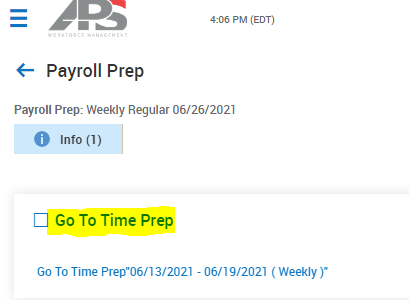 APS
WORKFORCE MANAGEMENT
4:06 PM (EDT)
Payroll Prep
Payroll Prep: Weekly Regular 06/26/2021
Info (1)
Go To Time Prep
Go To Time Prep"06/13/2021 - 06/19/2021 ( Weekly )"